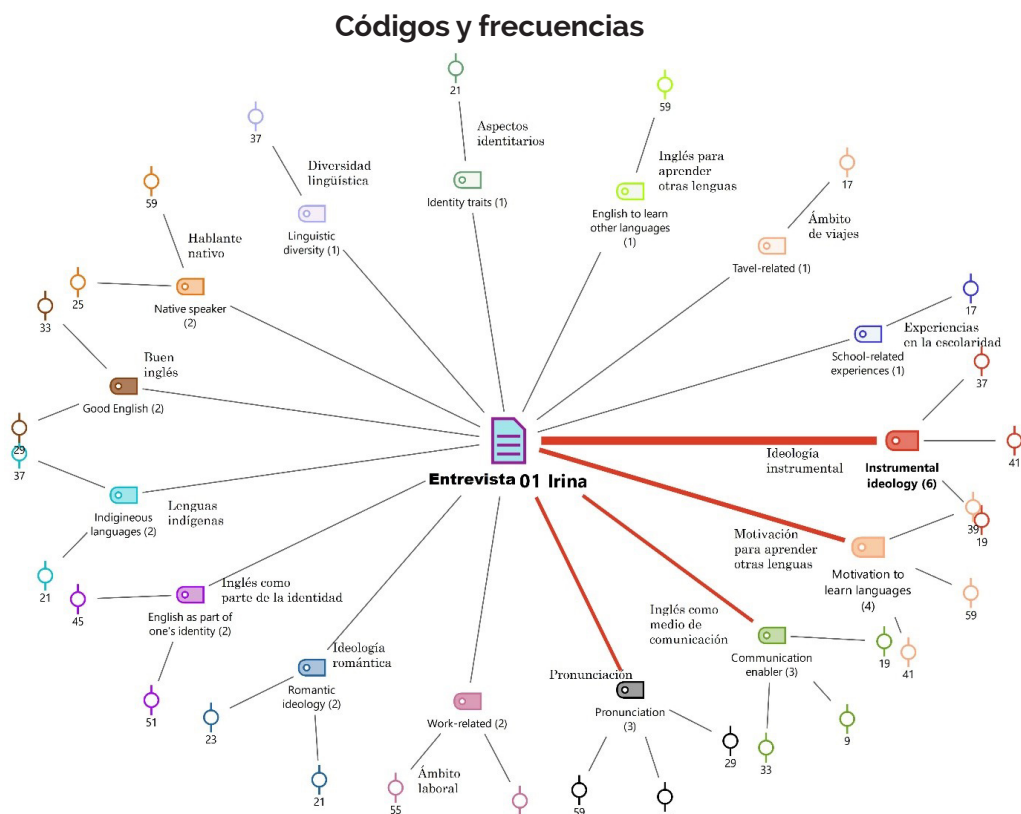 Códigos y frecuencias
21
59
37
Aspectos
identitarios
Inglés para
aprender
otras lenguas
17
Diversidad
lingüística
59
Identity traits (1)
English to learn
other languages
(1)
Ámbito
de viajes
Hablante
nativo
Linguistic
diversity (1)
Tavel-related (1)
25
33
Native speaker
(2)
17
Experiencias
en la escolaridad
School-related
experiences (1)
Buen
inglés
37
Good English (2)
29
37
Ideología
instrumental
41
Instrumental
ideology (6)
Entrevista 01 Irina
Indigineous
languages (2)
Lenguas
indígenas
39
19
Motivación
para aprender
otras lenguas
21
Motivation to
learn languages
(4)
59
45
English as part of
one's identity (2)
Inglés como
parte de la identidad
Inglés como
medio de
comunicación
Communication
enabler (3)
19
41
51
Ideología
romántica
Romantic
ideology (2)
23
21
Pronunciación
Pronunciation
(3)
29
9
33
Work-related (2)
Ámbito
laboral
55
59